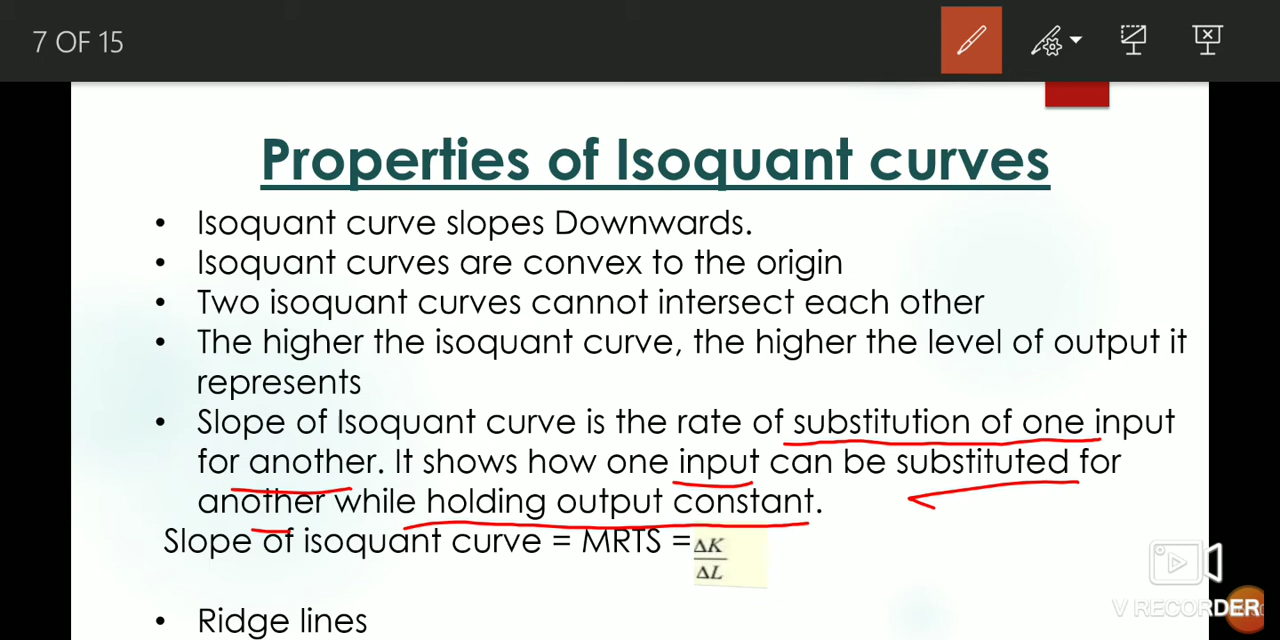 7 OF 15
Properties of Isoquant curves
• Isoquant curve slopes Downwards.
• Isoquant curves are convex to the origin
• Two isoquant curves cannot intersect each other
• The higher the isoquant curve, the higher the level of output it
represents
• Slope of Isoquant curve is the rate of substitution of one input
for another. It shows how one input can be substituted for
another while holding output constant.
Slope of isoquant curve = MRTS = ΔK/ΔL
• Ridge lines
V RECORDER